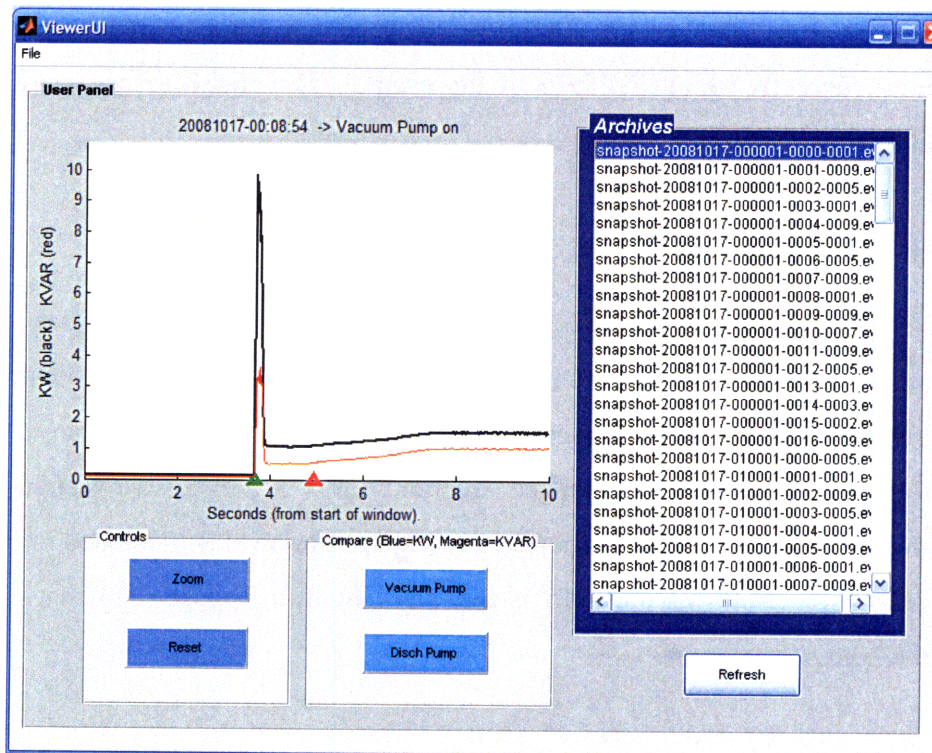 ViewerUI
File
User Panel
20081017-00:08:54 -> Vacuum Pump on
KW (black) KVAR (red)
10
9
8
7
6
5
4
3
2
1
0
0 2 4 6 8 10
Seconds (from start of window).
Controls
Zoom
Reset
Compare (Blue=KW, Magenta=KVAR)
Vacuum Pump
Disch Pump
Archives
snapshot-20081017-000001-0000-0001.ev
snapshot-20081017-000001-0001-0009.ev
snapshot-20081017-000001-0002-0005.ev
snapshot-20081017-000001-0003-0001.ev
snapshot-20081017-000001-0004-0009.ev
snapshot-20081017-000001-0005-0001.ev
snapshot-20081017-000001-0006-0005.ev
snapshot-20081017-000001-0007-0009.ev
snapshot-20081017-000001-0008-0001.ev
snapshot-20081017-000001-0009-0009.ev
snapshot-20081017-000001-0010-0007.ev
snapshot-20081017-000001-0011-0009.ev
snapshot-20081017-000001-0012-0005.ev
snapshot-20081017-000001-0013-0001.ev
snapshot-20081017-000001-0014-0003.ev
snapshot-20081017-000001-0015-0002.ev
snapshot-20081017-000001-0016-0009.ev
snapshot-20081017-010001-0000-0005.ev
snapshot-20081017-010001-0001-0001.ev
snapshot-20081017-010001-0002-0009.ev
snapshot-20081017-010001-0003-0005.ev
snapshot-20081017-010001-0004-0001.ev
snapshot-20081017-010001-0005-0009.ev
snapshot-20081017-010001-0006-0001.ev
snapshot-20081017-010001-0007-0009.ev
Refresh